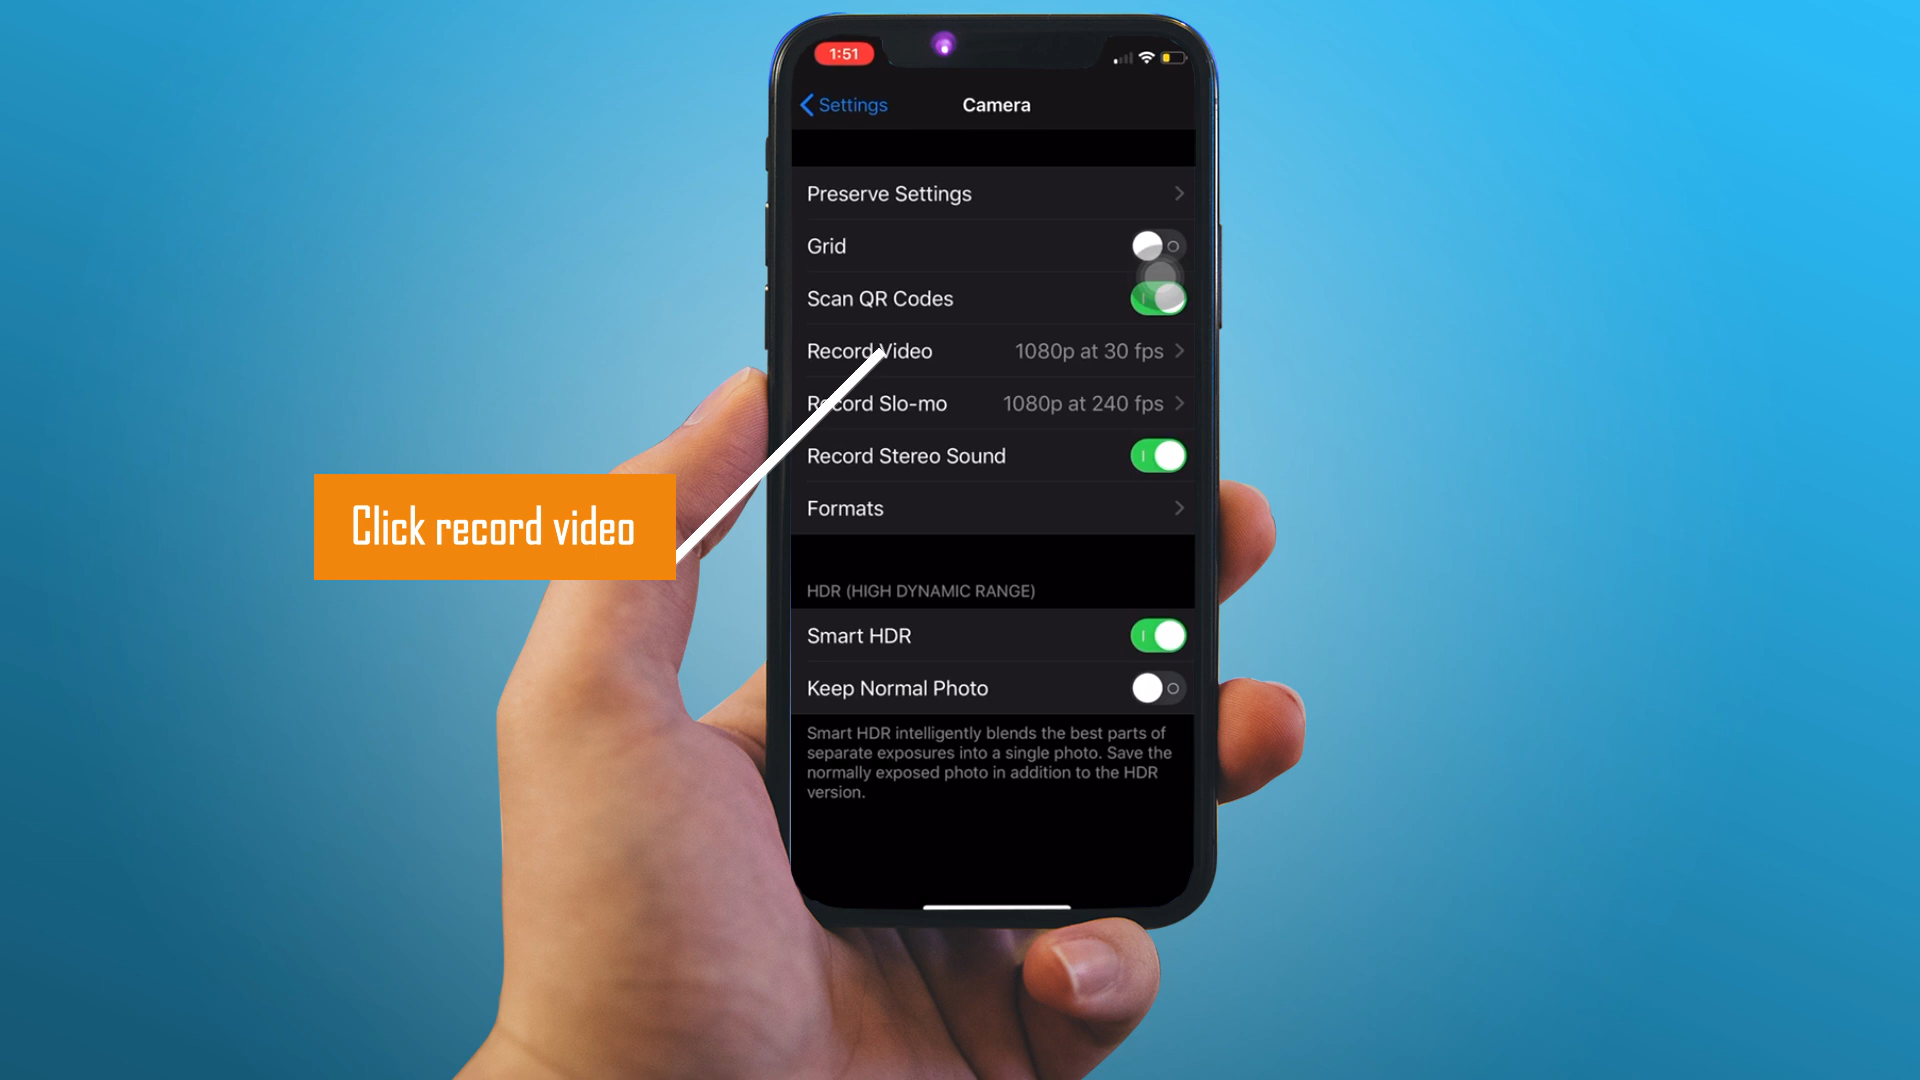 1:51
Settings
Camera
Preserve Settings
Grid
Scan QR Codes
Record Video 1080p at 30 fps
Record Slo-mo 1080p at 240 fps
Record Stereo Sound
Formats
Click record video
HDR (HIGH DYNAMIC RANGE)
Smart HDR
Keep Normal Photo
Smart HDR intelligently blends the best parts of
separate exposures into a single photo. Save the
normally exposed photo in addition to the HDR
version.